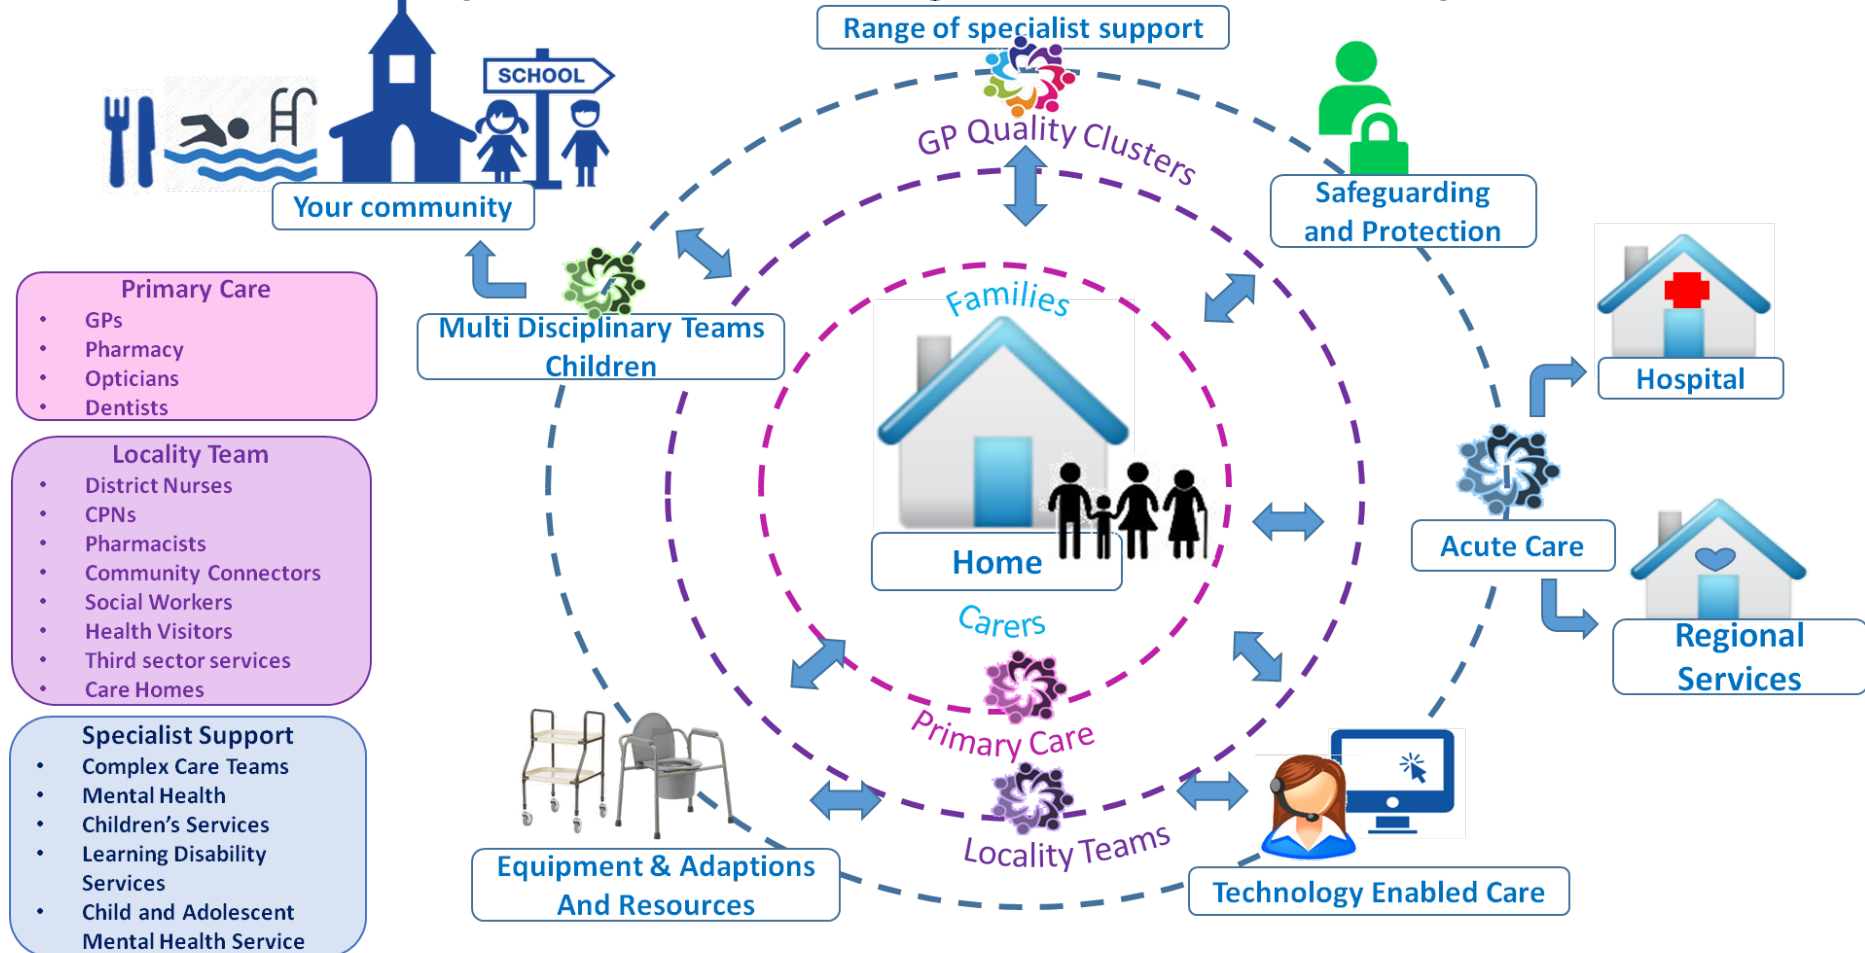 Range of specialist support
SCHOOL
GP Quality Clusters
Your community
Safeguarding
and Protection
Multi Disciplinary Teams
Children
Families
Hospital
Home
Acute Care
Carers
Regional
Services
Primary Care
Locality Teams
Equipment & Adaptions
And Resources
Technology Enabled Care
Primary Care
• GPs
• Pharmacy
• Opticians
• Dentists
Locality Team
• District Nurses
• CPNs
• Pharmacists
• Community Connectors
• Social Workers
• Health Visitors
• Third sector services
• Care Homes
Specialist Support
• Complex Care Teams
• Mental Health
• Children's Services
• Learning Disability
Services
• Child and Adolescent
Mental Health Service